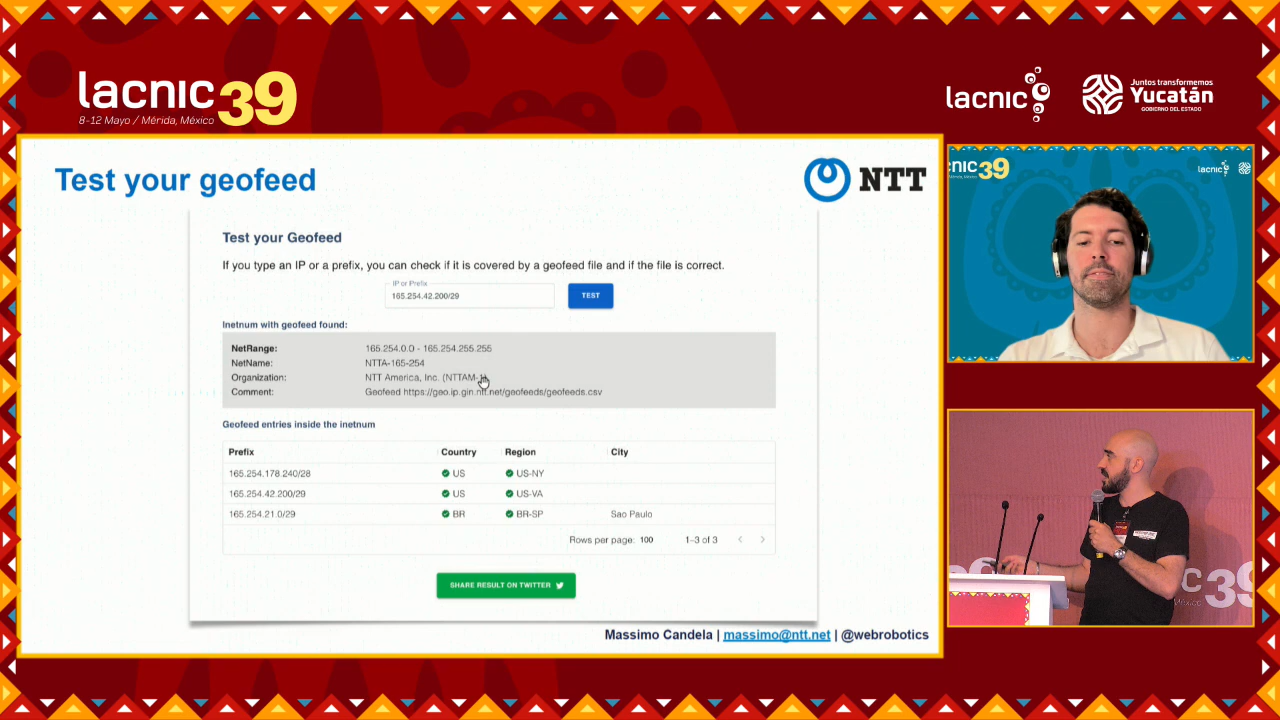 lacnic 39
8-12 Mayo / Mérida, México
lacnic
Juntos transformemos
Yucatán
GOBIERNO DEL ESTADO
Test your geofeed
NTT
Test your Geofeed
If you type an IP or a prefix, you can check if it is covered by a geofeed file and if the file is correct.
IP or Prefix
165.254.42.200/29
TEST
Inetnum with geofeed found:
NetRange: 165.254.0.0 - 165.254.255.255
NetName: NTTA-165-254
Organization: NTT America, Inc. (NTTAM-1)
Comment: Geofeed https://geo.ip.gin.ntt.net/geofeeds/geofeeds.csv
Geofeed entries inside the inetnum
Prefix Country Region City
165.254.178.240/28 US US-NY
165.254.42.200/29 US US-VA
165.254.21.0/29 BR BR-SP Sao Paulo
Rows per page: 100 1-3 of 3
SHARE RESULT ON TWITTER
Massimo Candela | massimo@ntt.net | @webrobotics
NIC 39
lacnic
C 39
México